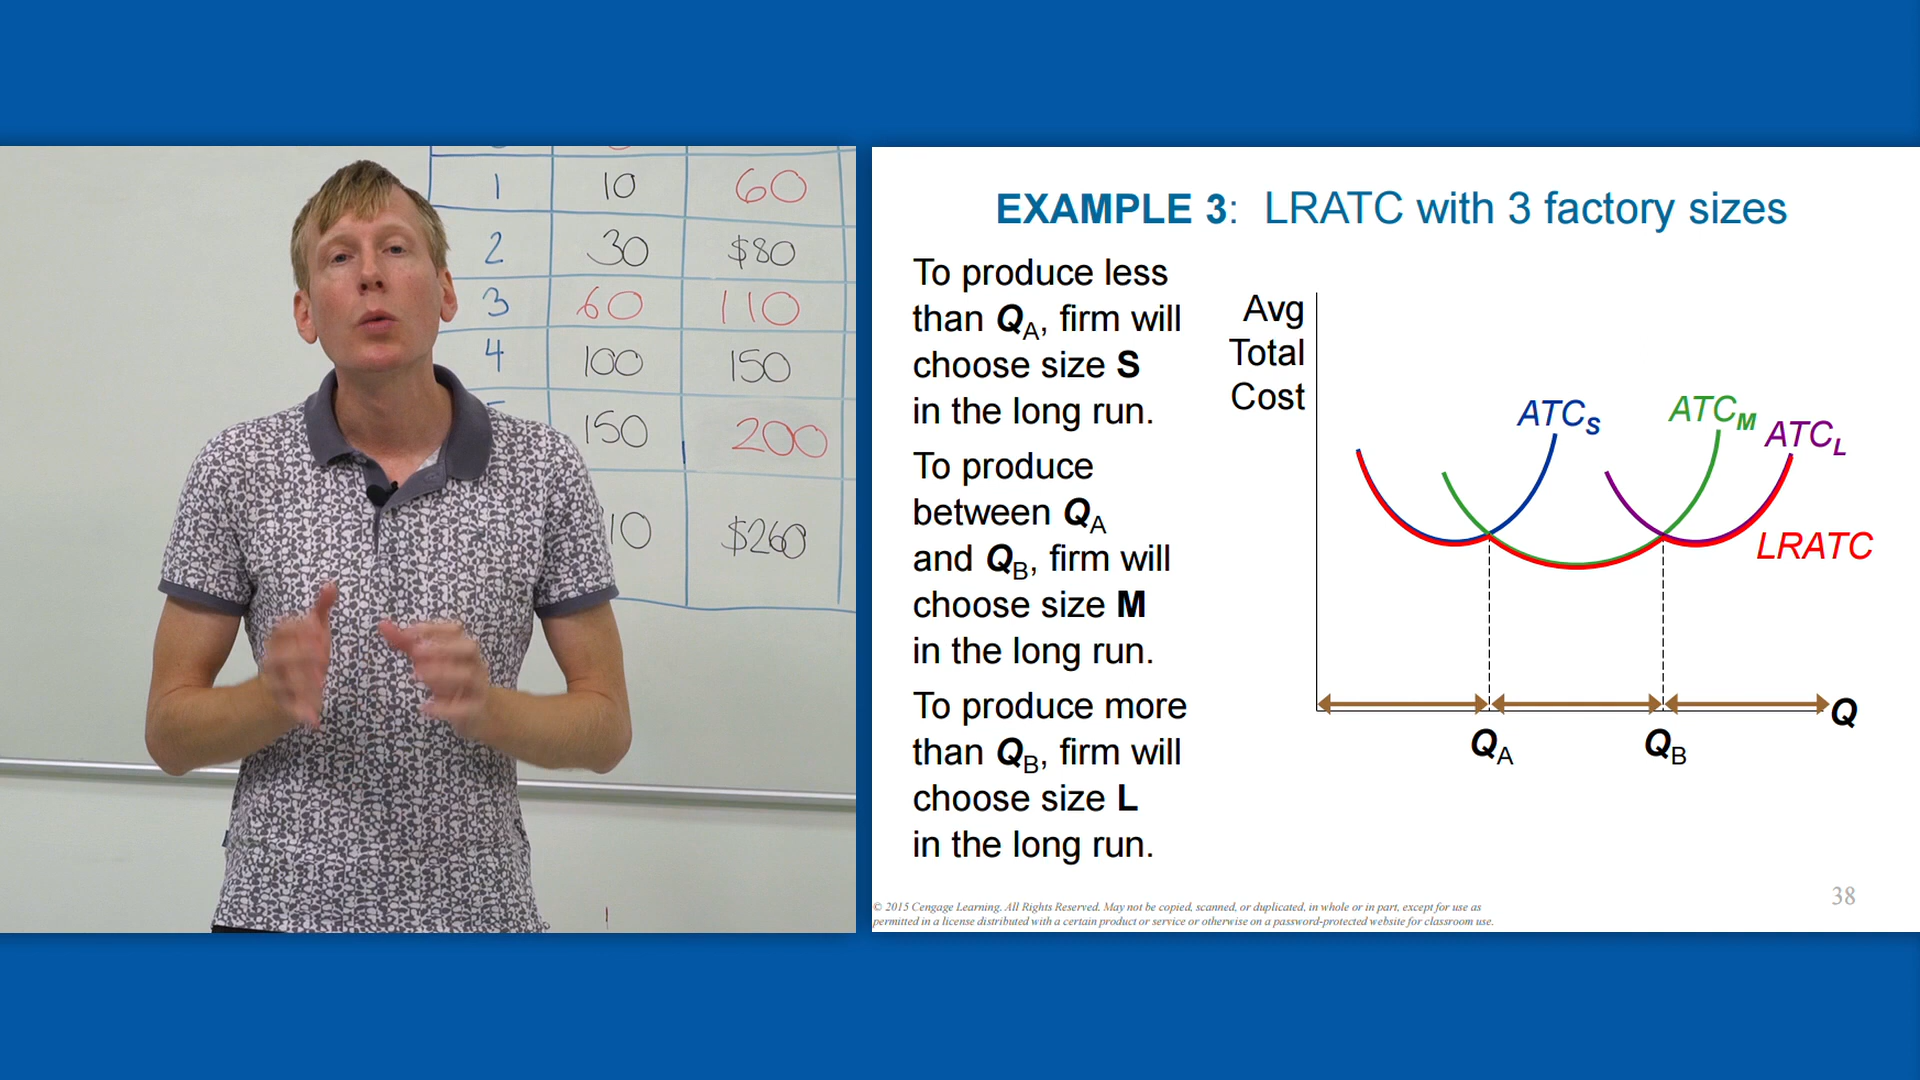 1 10 60
2 30 $80
3 60 110
4 100 150
150 200
10 $260
EXAMPLE 3: LRATC with 3 factory sizes
To produce less
than QA, firm will
choose size S
in the long run.
To produce
between QA
and QB, firm will
choose size M
in the long run.
To produce more
than QB, firm will
choose size L
in the long run.
Avg
Total
Cost
ATCS
ATCM
ATCL
LRATC
Q
QA
QB
38
© 2015 Cengage Learning. All Rights Reserved. May not be copied, scanned, or duplicated, in whole or in part, except for use as
permitted in a license distributed with a certain product or service or otherwise on a password-protected website for classroom use.